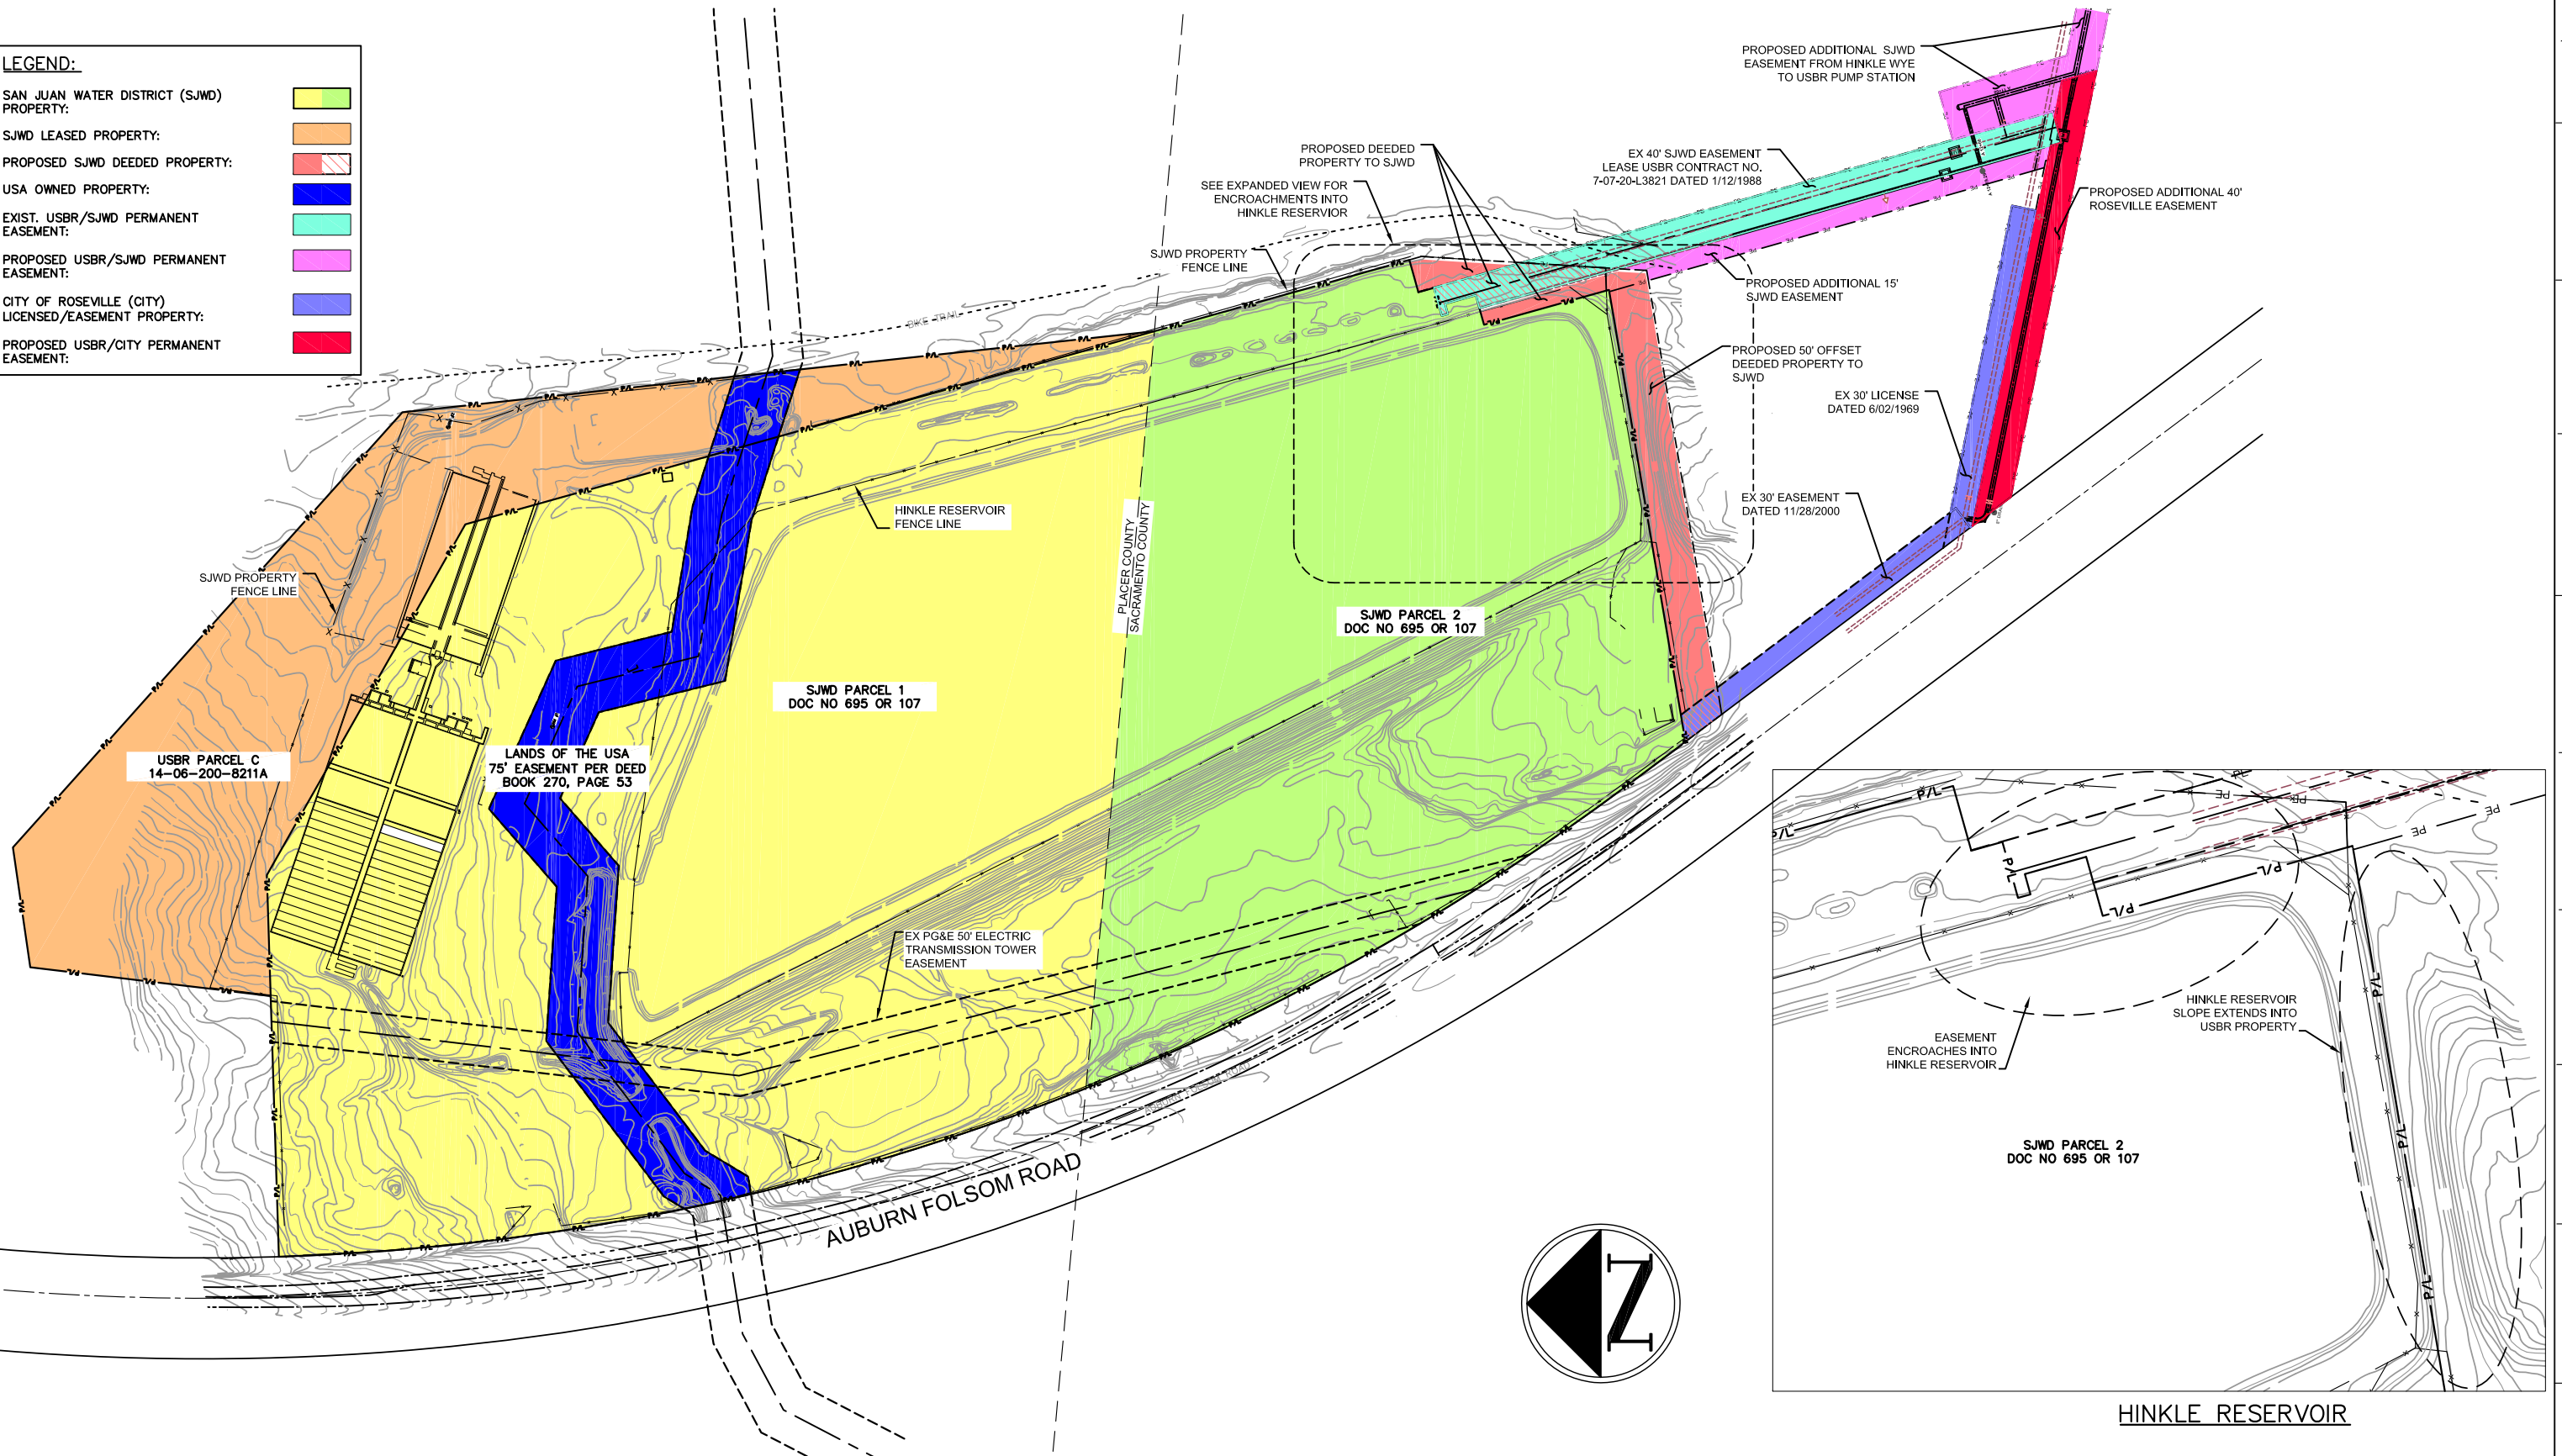 LEGEND:
SAN JUAN WATER DISTRICT (SJWD)
PROPERTY:
SJWD LEASED PROPERTY:
PROPOSED SJWD DEEDED PROPERTY:
USA OWNED PROPERTY:
EXIST. USBR/SJWD PERMANENT
EASEMENT:
PROPOSED USBR/SJWD PERMANENT
EASEMENT:
CITY OF ROSEVILLE (CITY)
LICENSED/EASEMENT PROPERTY:
PROPOSED USBR/CITY PERMANENT
EASEMENT:
PROPOSED ADDITIONAL SJWD
EASEMENT FROM HINKLE WYE
TO USBR PUMP STATION
PROPOSED DEEDED
PROPERTY TO SJWD
EX 40' SJWD EASEMENT
LEASE USBR CONTRACT NO.
7-07-20-L3821 DATED 1/12/1988
SEE EXPANDED VIEW FOR
ENCROACHMENTS INTO
HINKLE RESERVIOR
PROPOSED ADDITIONAL 40'
ROSEVILLE EASEMENT
SJWD PROPERTY
FENCE LINE
PROPOSED ADDITIONAL 15'
SJWD EASEMENT
BIKE TRAIL
PROPOSED 50' OFFSET
DEEDED PROPERTY TO
SJWD
EX 30' LICENSE
DATED 6/02/1969
EX 30' EASEMENT
DATED 11/28/2000
HINKLE RESERVOIR
FENCE LINE
PLACER COUNTY
SACRAMENTO COUNTY
SJWD PROPERTY
FENCE LINE
SJWD PARCEL 2
DOC NO 695 OR 107
SJWD PARCEL 1
DOC NO 695 OR 107
USBR PARCEL C
14-06-200-8211A
LANDS OF THE USA
75' EASEMENT PER DEED
BOOK 270, PAGE 53
EX PG&E 50' ELECTRIC
TRANSMISSION TOWER
EASEMENT
AUBURN FOLSOM ROAD
AUBURN FOLSOM ROAD
N
P/L
P/L
P/L
P/L
P/L
PE
PE
PE
PE
P/L
P/L
P/L
HINKLE RESERVOIR
SLOPE EXTENDS INTO
USBR PROPERTY
EASEMENT
ENCROACHES INTO
HINKLE RESERVOIR
SJWD PARCEL 2
DOC NO 695 OR 107
HINKLE RESERVOIR